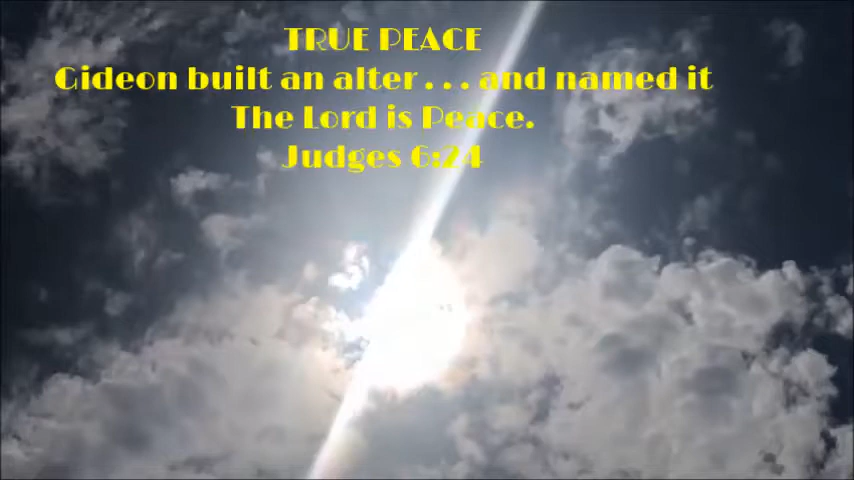 TRUE PEACE
Gideon built an alter . . . and named it
The Lord is Peace.
Judges 6:24